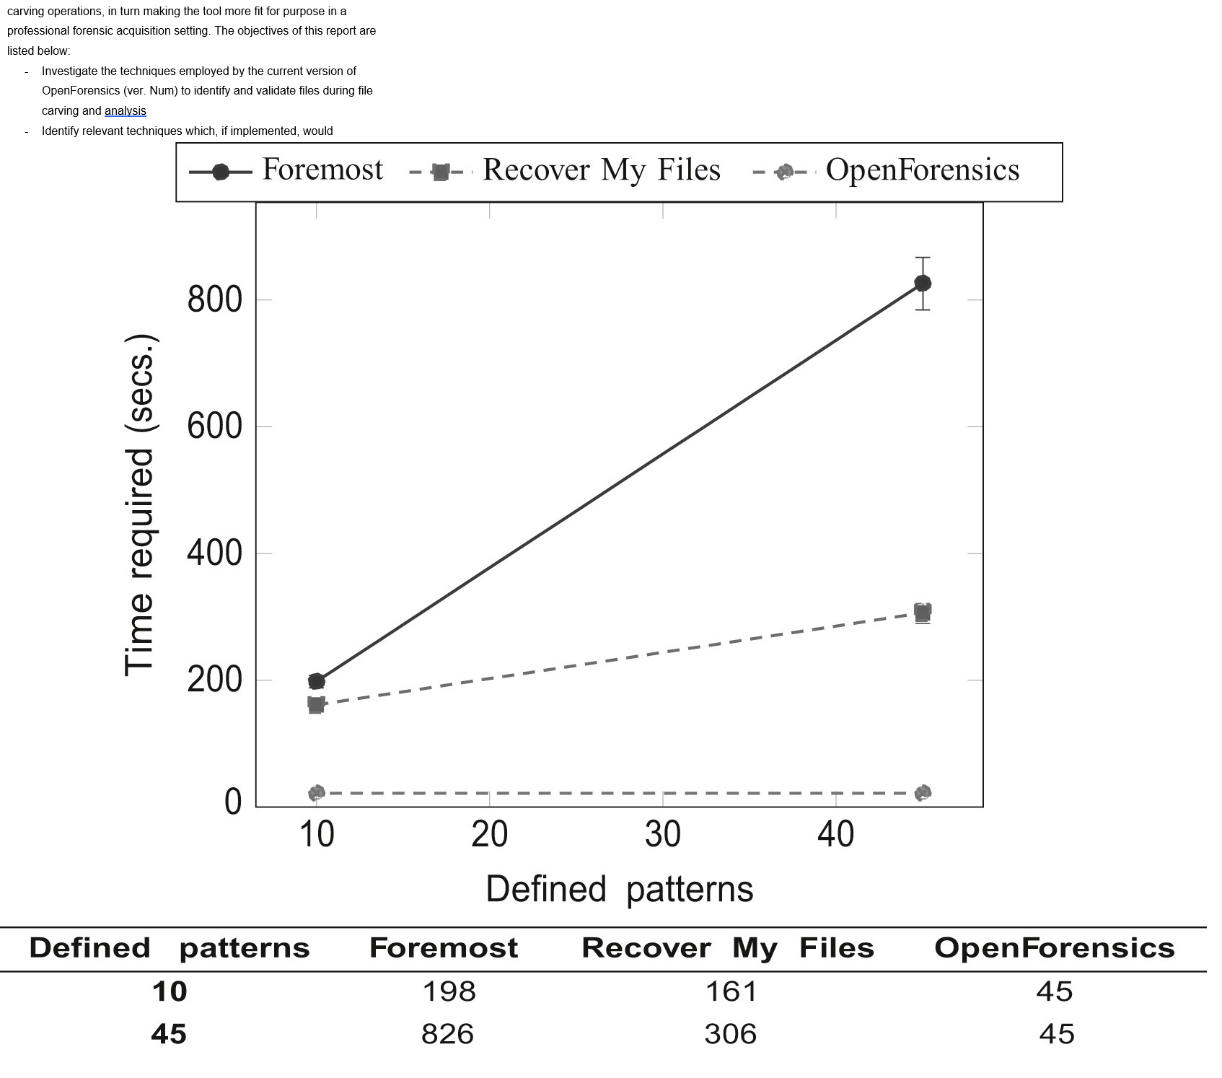 carving operations, in turn making the tool more fit for purpose in a
professional forensic acquisition setting. The objectives of this report are
listed below:
- Investigate the techniques employed by the current version of
OpenForensics (ver. Num) to identify and validate files during file
carving and analysis
- Identify relevant techniques which, if implemented, would
Foremost Recover My Files OpenForensics
800
600
400
200
0
Time required (secs.)
10 20 30 40
Defined patterns
Defined patterns Foremost Recover My Files OpenForensics
10 198 161 45
45 826 306 45